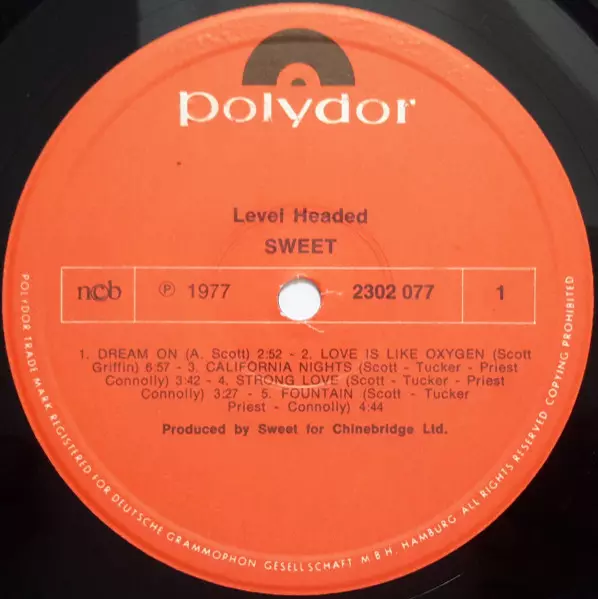 polydor
Level Headed
SWEET
ncb ℗ 1977 2302 077 1
1. DREAM ON (A. Scott) 2:52 - 2. LOVE IS LIKE OXYGEN (Scott
Griffin) 6:57 - 3. CALIFORNIA NIGHTS (Scott - Tucker - Priest
Connolly) 3:42 - 4. STRONG LOVE (Scott - Tucker - Priest
Connolly) 3:27 - 5. FOUNTAIN (Scott - Tucker
Priest - Connolly) 4:44
Produced by Sweet for Chinebridge Ltd.
POLYDOR TRADE MARK REGISTERED FOR DEUTSCHE GRAMMOPHON GESELLSCHAFT M.B.H. HAMBURG ALL RIGHTS RESERVED COPYING PROHIBITED